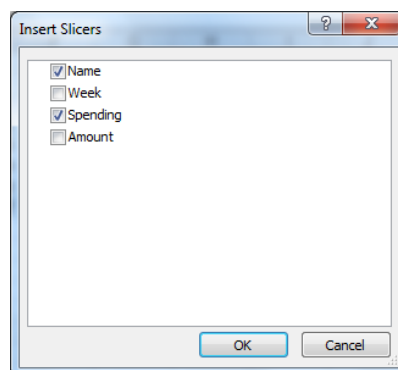 Insert Slicers
Name
Week
Spending
Amount
OK Cancel